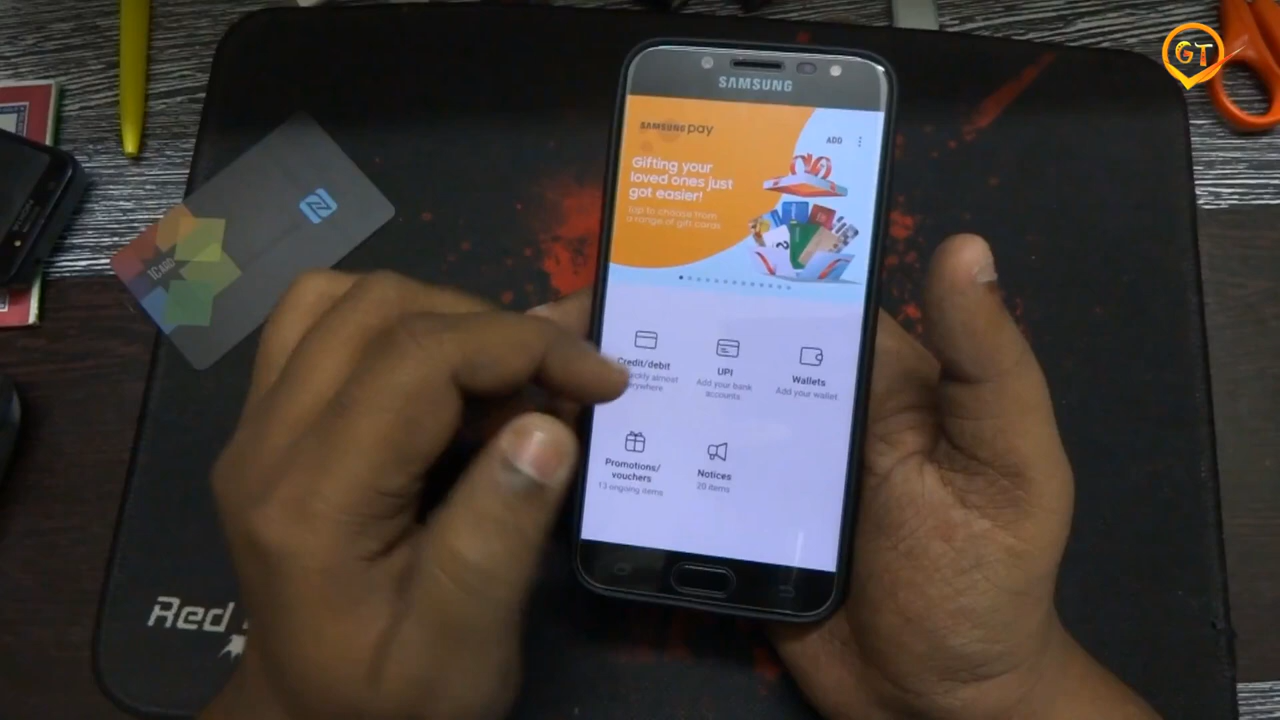 GT
SAMSUNG
SAMSUNG pay
ADD
Gifting your
loved ones just
got easier!
Tap to choose from
a range of gift cards
Credit/debit
UPI
Add your bank
accounts
Wallets
Add your wallet
Promotions/
vouchers
13 ongoing items
Notices
20 items
iCARD
Red